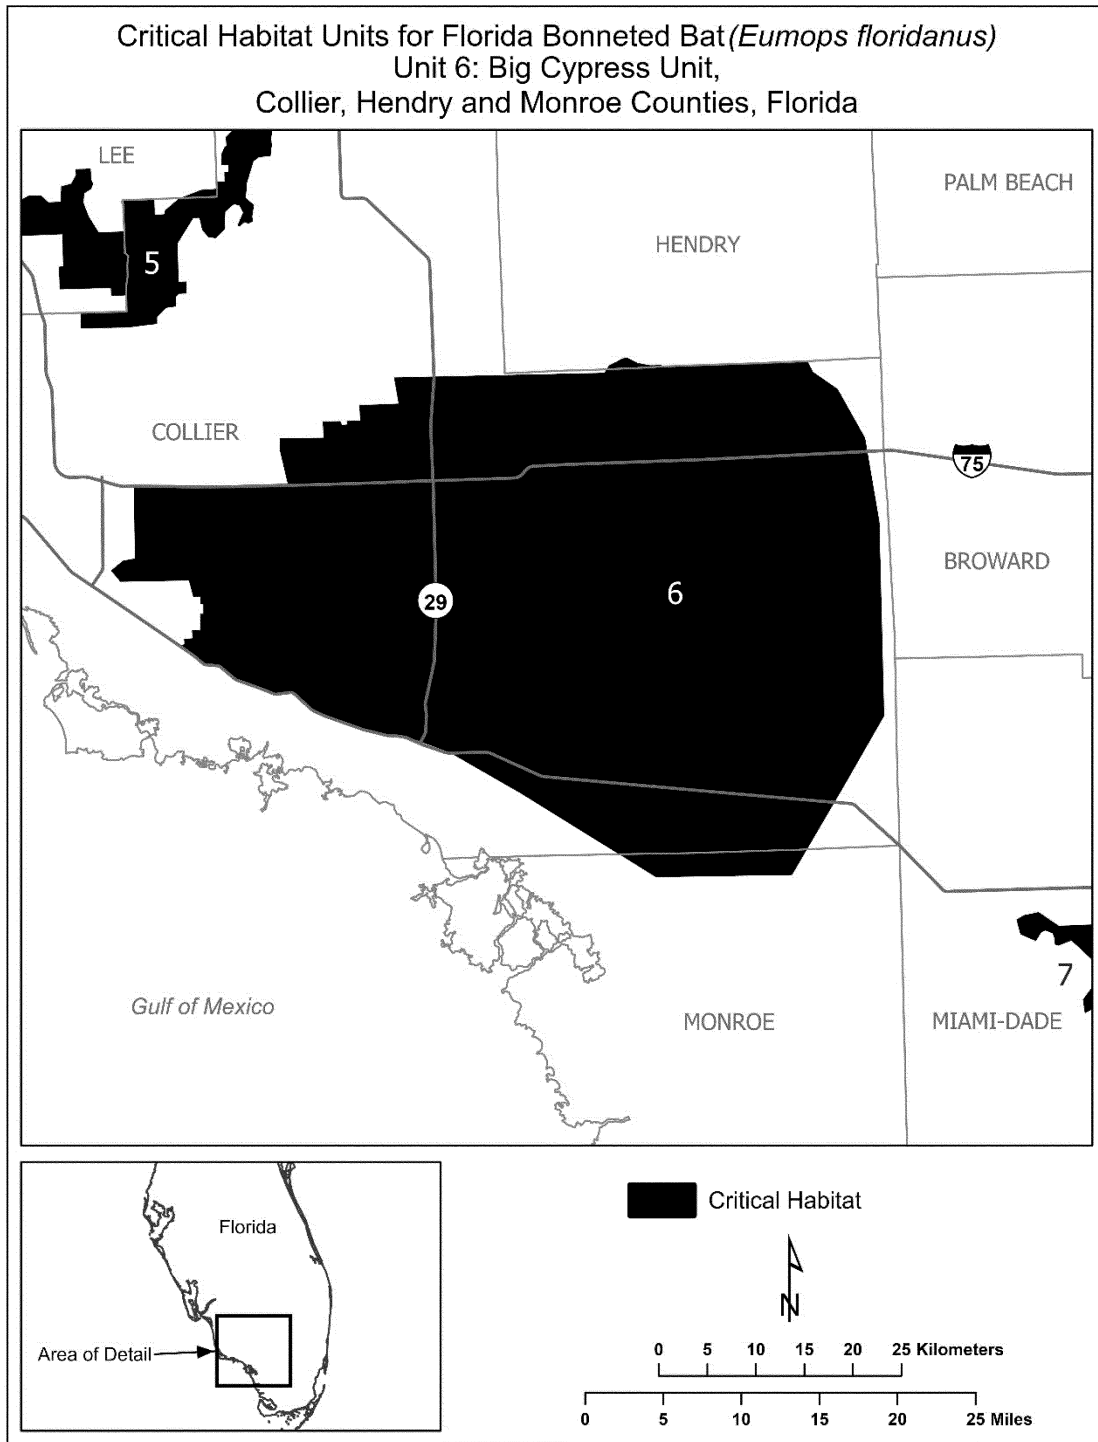 Critical Habitat Units for Florida Bonneted Bat (Eumops floridanus)
Unit 6: Big Cypress Unit,
Collier, Hendry and Monroe Counties, Florida
LEE
PALM BEACH
HENDRY
5
COLLIER
75
BROWARD
6
29
7
Gulf of Mexico
MONROE
MIAMI-DADE
Florida
Area of Detail
Critical Habitat
N
0 5 10 15 20 25 Kilometers
0 5 10 15 20 25 Miles